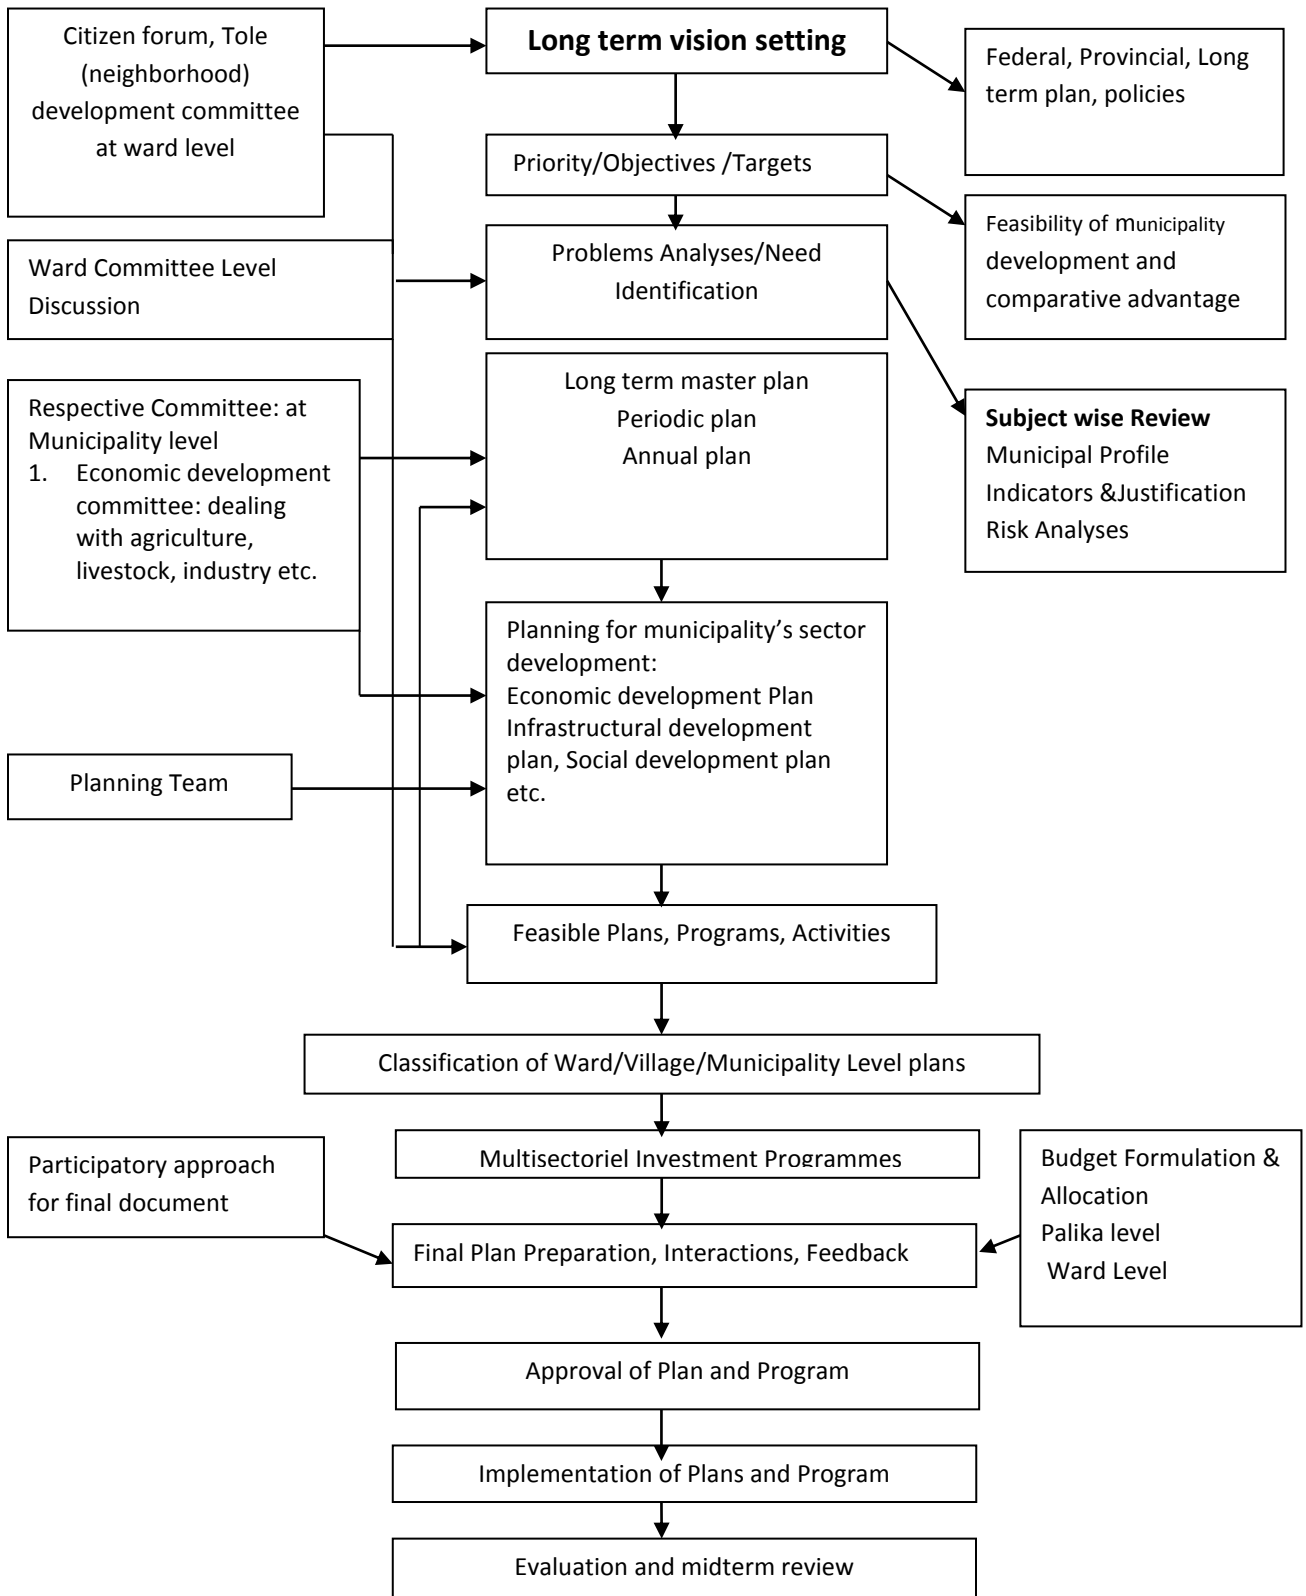 Citizen forum, Tole
(neighborhood)
development committee
at ward level
Long term vision setting
Federal, Provincial, Long
term plan, policies
Priority/Objectives /Targets
Feasibility of municipality
development and
comparative advantage
Ward Committee Level
Discussion
Problems Analyses/Need
Identification
Respective Committee: at
Municipality level
1. Economic development
committee: dealing
with agriculture,
livestock, industry etc.
Long term master plan
Periodic plan
Annual plan
Subject wise Review
Municipal Profile
Indicators &Justification
Risk Analyses
Planning for municipality’s sector
development:
Economic development Plan
Infrastructural development
plan, Social development plan
etc.
Planning Team
Feasible Plans, Programs, Activities
Classification of Ward/Village/Municipality Level plans
Multisectoriel Investment Programmes
Participatory approach
for final document
Budget Formulation &
Allocation
Palika level
Ward Level
Final Plan Preparation, Interactions, Feedback
Approval of Plan and Program
Implementation of Plans and Program
Evaluation and midterm review